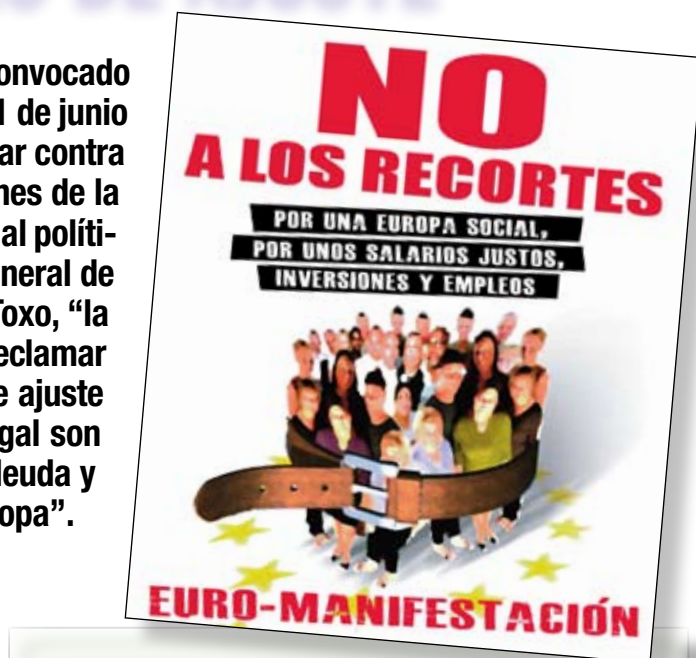 onvocado
de junio
ar contra
nes de la
al políti-
neral de
oxo, “la
eclamar
e ajuste
gal son
leuda y
opa”.
NO
A LOS RECORTES
POR UNA EUROPA SOCIAL,
POR UNOS SALARIOS JUSTOS,
INVERSIONES Y EMPLEOS
EURO-MANIFESTACIÓN